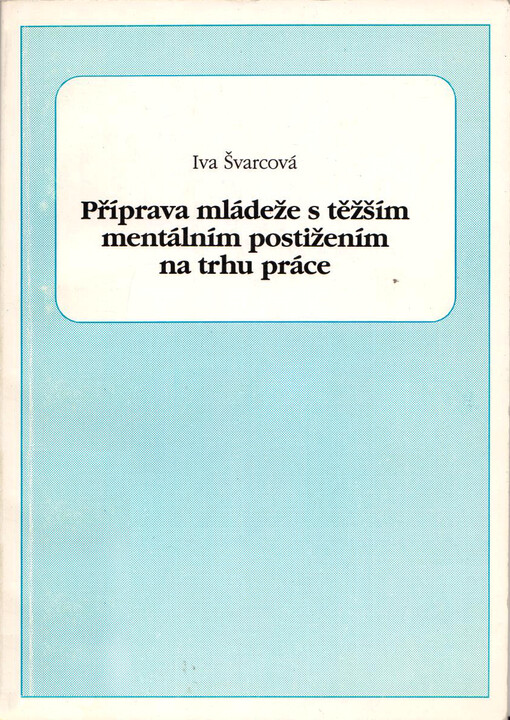 Iva Švarcová
Příprava mládeže s těžším
mentálním postižením
na trhu práce